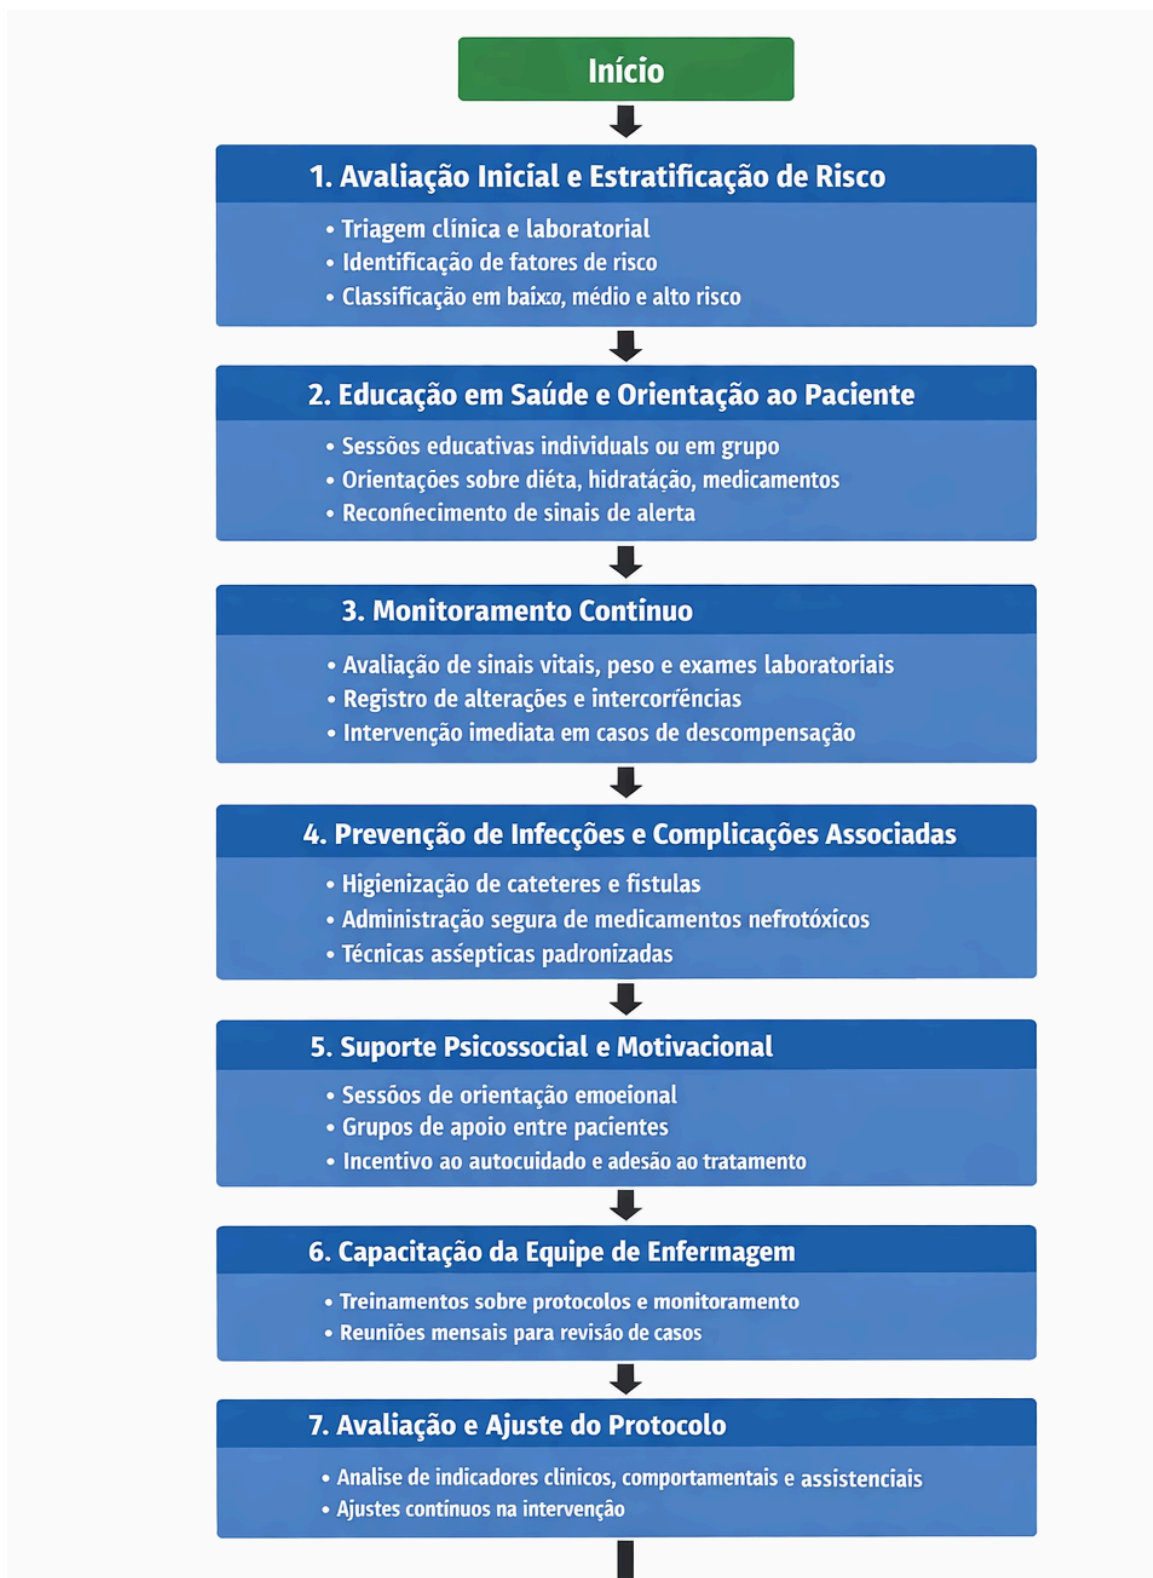 Início
1. Avaliação Inicial e Estratificação de Risco
• Triagem clínica e laboratorial
• Identificação de fatores de risco
• Classificação em baixo, médio e alto risco
2. Educação em Saúde e Orientação ao Paciente
• Sessões educativas individuals ou em grupo
• Orientações sobre diéta, hidratáção, medicamentos
• Reconhecimento de sinais de alerta
3. Monitoramento Contínuo
• Avaliação de sinais vitais, peso e exames laboratoriais
• Registro de alterações e intercorŕências
• Intervenção imediata em casos de descompensação
4. Prevenção de Infecções e Complicações Associadas
• Higienização de cateteres e fístulas
• Administração segura de medicamentos nefrotóxicos
• Técnicas assépticas padronizadas
5. Suporte Psicossocial e Motivacional
• Sessóos de orientação emoeional
• Grupos de apoio entre pacientes
• Incentivo ao autocuidado e adesão ao tratamento
6. Capacitação da Equipe de Enfermagem
• Treinamentos sobre protocolos e monitoramento
• Reuniões mensais para revisáo de casos
7. Avaliação e Ajuste do Protocolo
• Analise de indicadores clinicos, comportamentais e assistenciais
• Ajustes contínuos na intervenção